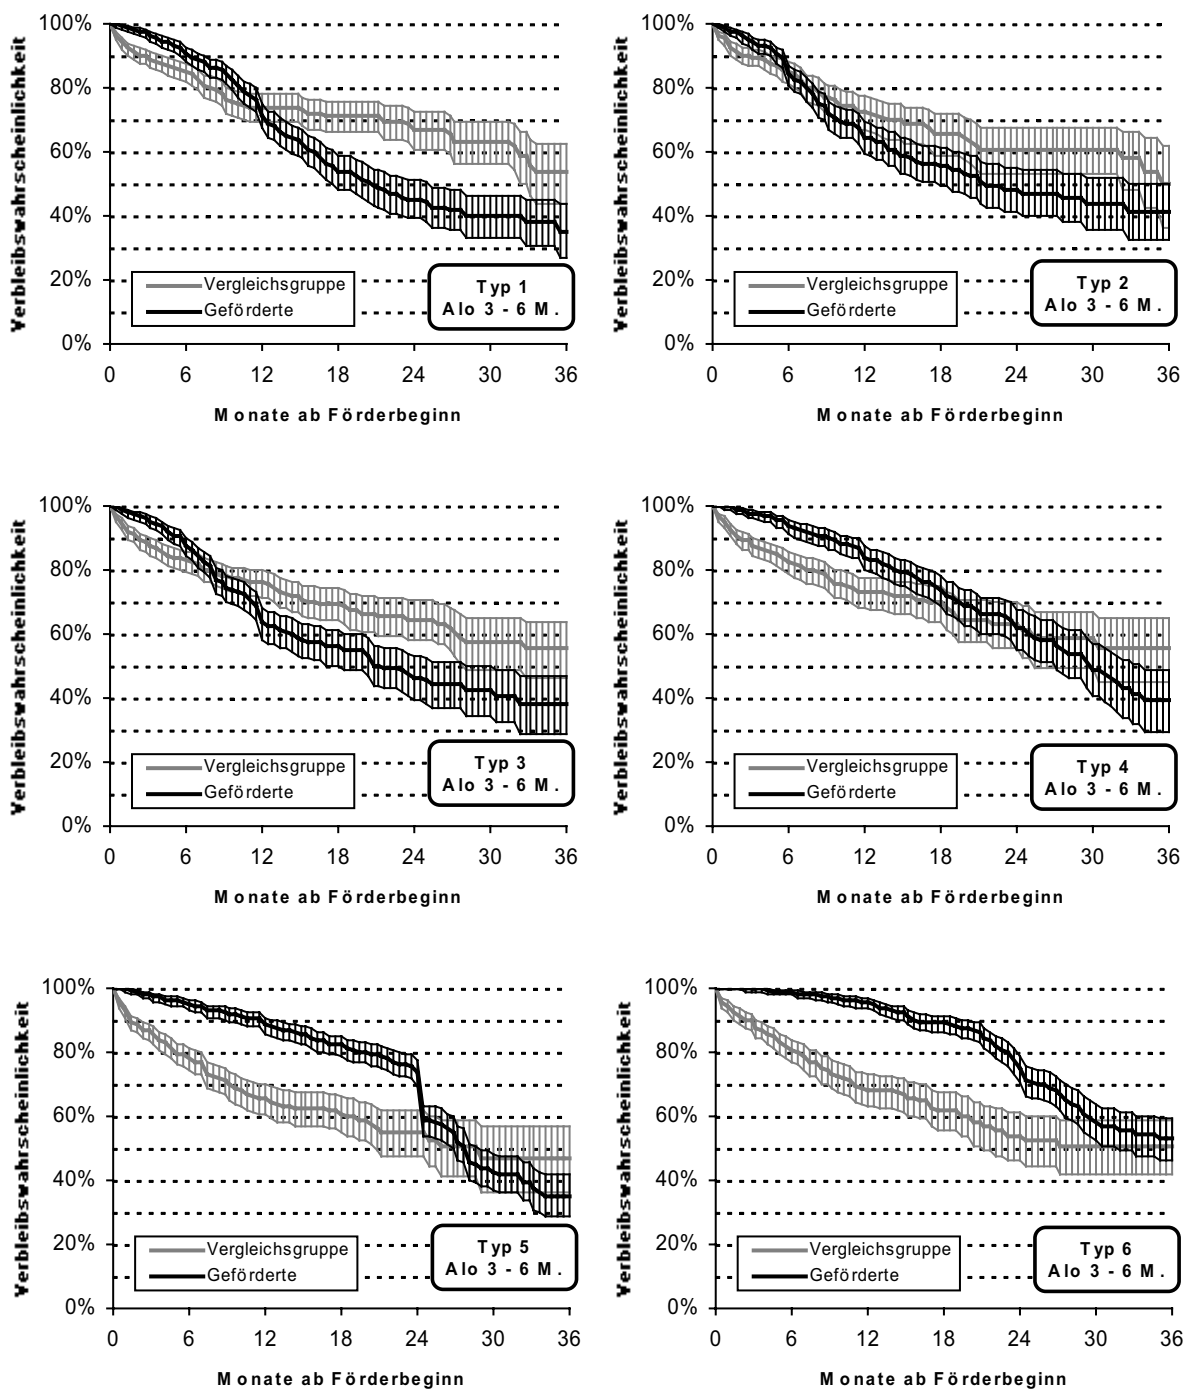 Verbleibswahrscheinlichkeit
100%
80%
60%
40%
20%
0%
Vergleichsgruppe
Geförderte
Typ 1
Alo 3 - 6 M.
0 6 12 18 24 30 36
Monate ab Förderbeginn
Verbleibswahrscheinlichkeit
100%
80%
60%
40%
20%
0%
Vergleichsgruppe
Geförderte
Typ 2
Alo 3 - 6 M.
0 6 12 18 24 30 36
Monate ab Förderbeginn
Verbleibswahrscheinlichkeit
100%
80%
60%
40%
20%
0%
Vergleichsgruppe
Geförderte
Typ 3
Alo 3 - 6 M.
0 6 12 18 24 30 36
Monate ab Förderbeginn
Verbleibswahrscheinlichkeit
100%
80%
60%
40%
20%
0%
Vergleichsgruppe
Geförderte
Typ 4
Alo 3 - 6 M.
0 6 12 18 24 30 36
Monate ab Förderbeginn
Verbleibswahrscheinlichkeit
100%
80%
60%
40%
20%
0%
Vergleichsgruppe
Geförderte
Typ 5
Alo 3 - 6 M.
0 6 12 18 24 30 36
Monate ab Förderbeginn
Verbleibswahrscheinlichkeit
100%
80%
60%
40%
20%
0%
Vergleichsgruppe
Geförderte
Typ 6
Alo 3 - 6 M.
0 6 12 18 24 30 36
Monate ab Förderbeginn